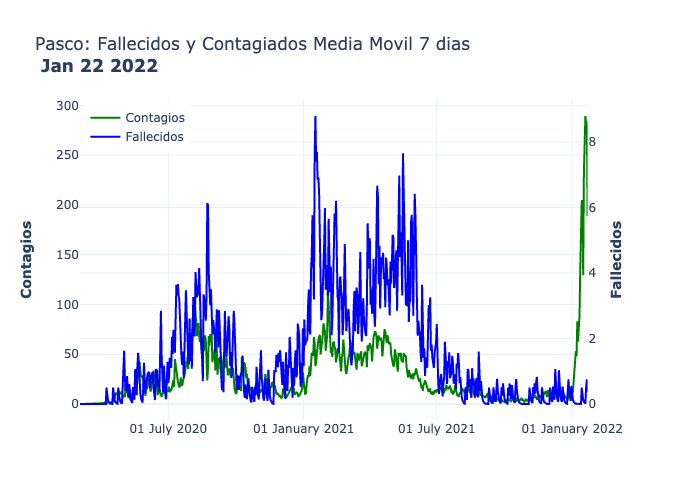 Pasco: Fallecidos y Contagiados Media Movil 7 dias
Jan 22 2022
300
250
200
150
100
50
0
Contagios
Contagios
Fallecidos
8
6
4
2
0
Fallecidos
01 July 2020
01 January 2021
01 July 2021
01 January 2022